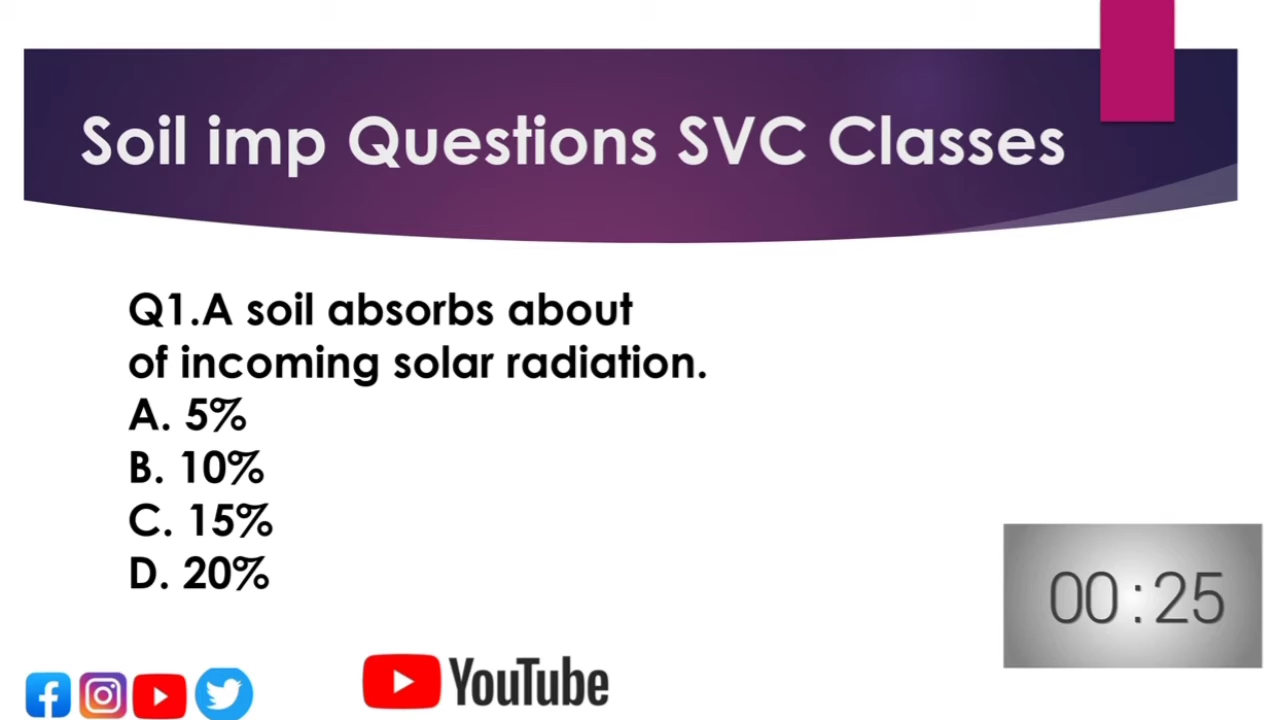 Soil imp Questions SVC Classes
Q1.A soil absorbs about
of incoming solar radiation.
A. 5%
B. 10%
C. 15%
D. 20%
00:25
YouTube